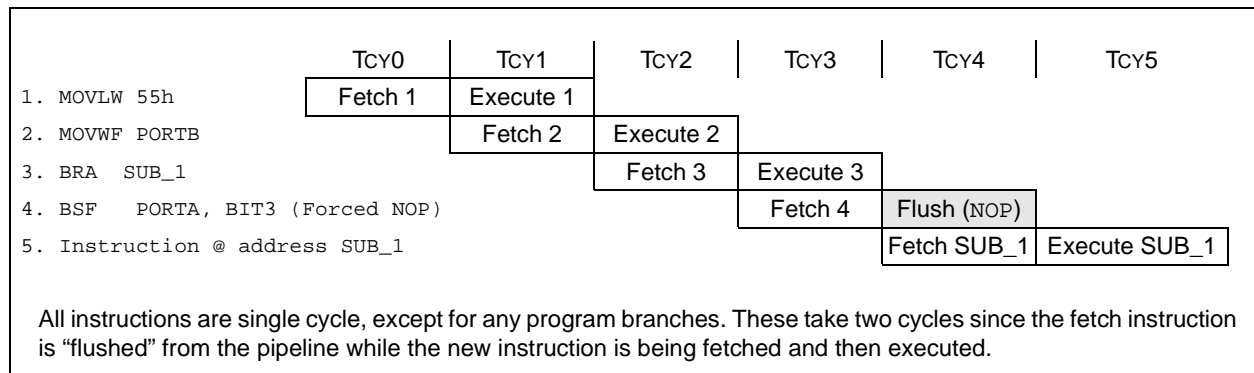 TCY0 TCY1 TCY2 TCY3 TCY4 TCY5
1. MOVLW 55h Fetch 1 Execute 1
2. MOVWF PORTB Fetch 2 Execute 2
3. BRA SUB_1 Fetch 3 Execute 3
4. BSF PORTA, BIT3 (Forced NOP) Fetch 4 Flush (NOP)
5. Instruction @ address SUB_1 Fetch SUB_1 Execute SUB_1
All instructions are single cycle, except for any program branches. These take two cycles since the fetch instruction
is “flushed” from the pipeline while the new instruction is being fetched and then executed.